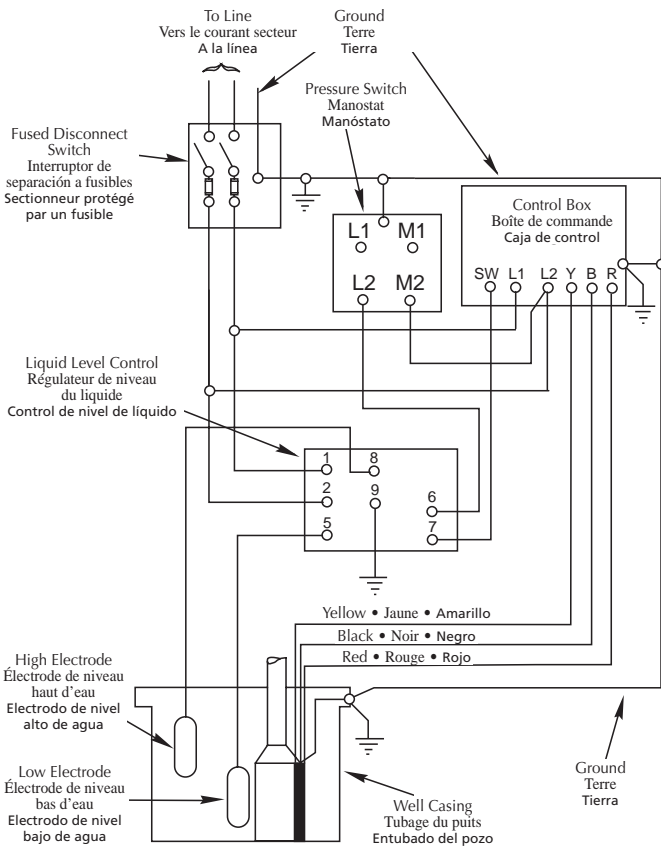 To Line
Vers le courant secteur
A la línea
Ground
Terre
Tierra
Pressure Switch
Manostat
Manóstato
Fused Disconnect
Switch
Interruptor de
separación a fusibles
Sectionneur protégé
par un fusible
L1 M1
L2 M2
Control Box
Boîte de commande
Caja de control
SW L1 L2 Y B R
Liquid Level Control
Régulateur de niveau
du liquide
Control de nivel de líquido
1 8
2 9 6
5 7
Yellow • Jaune • Amarillo
Black • Noir • Negro
Red • Rouge • Rojo
High Electrode
Électrode de niveau
haut d'eau
Electrodo de nivel
alto de agua
Low Electrode
Électrode de niveau
bas d'eau
Electrodo de nivel
bajo de agua
Well Casing
Tubage du puits
Entubado del pozo
Ground
Terre
Tierra